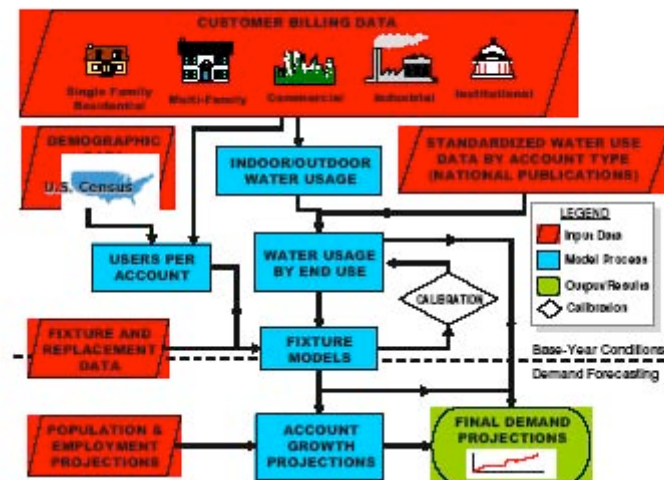 CUSTOMER BILLING DATA
Single Family
Residential
Multi-Family
Commercial
Industrial
Institutional
DEMOGRAPHIC
U.S. Census
INDOOR/OUTDOOR
WATER USAGE
STANDARDIZED WATER USE
DATA BY ACCOUNT TYPE
(NATIONAL PUBLICATIONS)
LEGEND
Input Data
Model Process
Output/Results
Calibration
USERS PER
ACCOUNT
WATER USAGE
BY END USE
CALIBRATION
FIXTURE AND
REPLACEMENT
DATA
FIXTURE
MODELS
Base-Year Conditions
Demand Forecasting
POPULATION &
EMPLOYMENT
PROJECTIONS
ACCOUNT
GROWTH
PROJECTIONS
FINAL DEMAND
PROJECTIONS